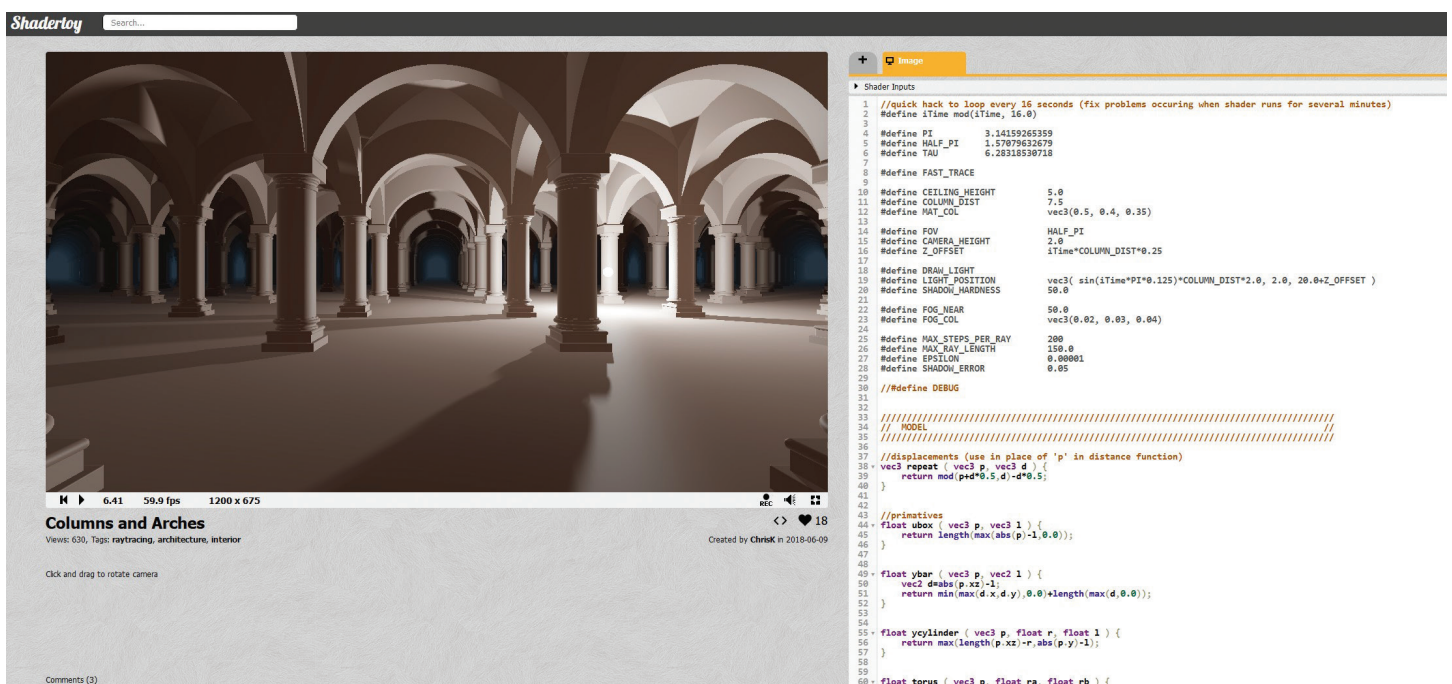 Shadertoy
Search...
6.41 59.9 fps 1200 x 675
REC
Columns and Arches
18
Views: 630, Tags: raytracing, architecture, interior
Created by ChrisK in 2018-06-09
Click and drag to rotate camera
Comments (3)
+ Image
Shader Inputs
1 //quick hack to loop every 16 seconds (fix problems occuring when shader runs for several minutes)
2 #define iTime mod(iTime, 16.0)
3
4 #define PI 3.14159265359
5 #define HALF_PI 1.57079632679
6 #define TAU 6.28318530718
7
8 #define FAST_TRACE
9
10 #define CEILING_HEIGHT 5.0
11 #define COLUMN_DIST 7.5
12 #define MAT_COL vec3(0.5, 0.4, 0.35)
13
14 #define FOV HALF_PI
15 #define CAMERA_HEIGHT 2.0
16 #define Z_OFFSET iTime*COLUMN_DIST*0.25
17
18 #define DRAW_LIGHT
19 #define LIGHT_POSITION vec3( sin(iTime*PI*0.125)*COLUMN_DIST*2.0, 2.0, 20.0+Z_OFFSET )
20 #define SHADOW_HARDNESS 50.0
21
22 #define FOG_NEAR 50.0
23 #define FOG_COL vec3(0.02, 0.03, 0.04)
24
25 #define MAX_STEPS_PER_RAY 200
26 #define MAX_RAY_LENGTH 150.0
27 #define EPSILON 0.00001
28 #define SHADOW_ERROR 0.05
29
30 //#define DEBUG
31
32
33 ////////////////////////////////////////////////////////////////////////////////////////
34 // MODEL //
35 ////////////////////////////////////////////////////////////////////////////////////////
36
37 //displacements (use in place of 'p' in distance function)
38 vec3 repeat ( vec3 p, vec3 d ) {
39 return mod(p+d*0.5,d)-d*0.5;
40 }
41
42
43 //primatives
44 float ubox ( vec3 p, vec3 l ) {
45 return length(max(abs(p)-l,0.0));
46 }
47
48
49 float ybar ( vec3 p, vec2 l ) {
50 vec2 d=abs(p.xz)-l;
51 return min(max(d.x,d.y),0.0)+length(max(d,0.0));
52 }
53
54
55 float ycylinder ( vec3 p, float r, float l ) {
56 return max(length(p.xz)-r,abs(p.y)-l);
57 }
58
59
60 float torus ( vec3 p, float ra, float rb ) {